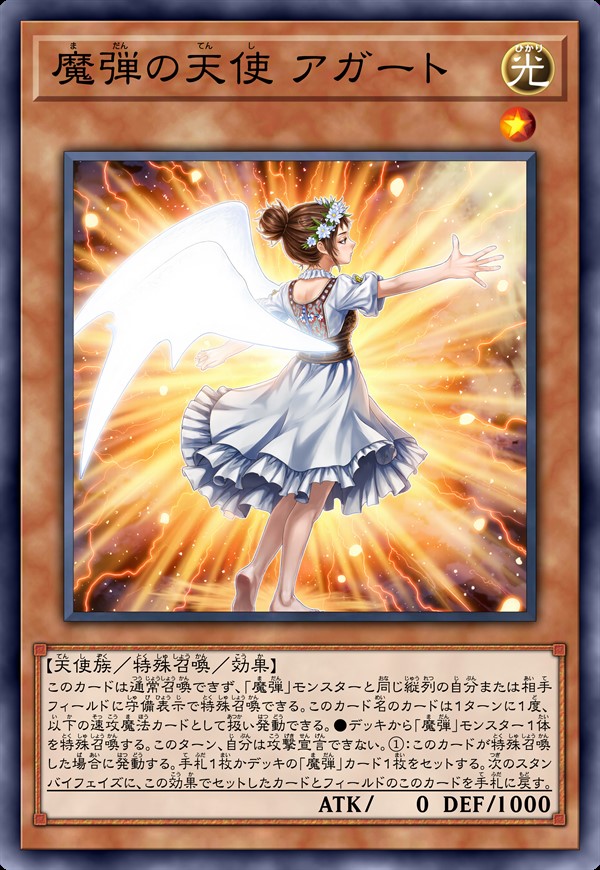 魔弾の天使 アガート
光
【天使族/特殊召喚/効果】
このカードは通常召喚できず、「魔弾」モンスターと同じ縦列の自分または相手
フィールドに守備表示で特殊召喚できる。このカード名のカードは1ターンに1度、
以下の速攻魔法カードとして扱い発動できる。●デッキから「魔弾」モンスター1体
を特殊召喚する。このターン、自分は攻撃宣言できない。①:このカードが特殊召喚
した場合に発動する。手札1枚かデッキの「魔弾」カード1枚をセットする。次のスタン
バイフェイズに、この効果でセットしたカードとフィールドのこのカードを手札に戻す。
ATK/ 0 DEF/1000